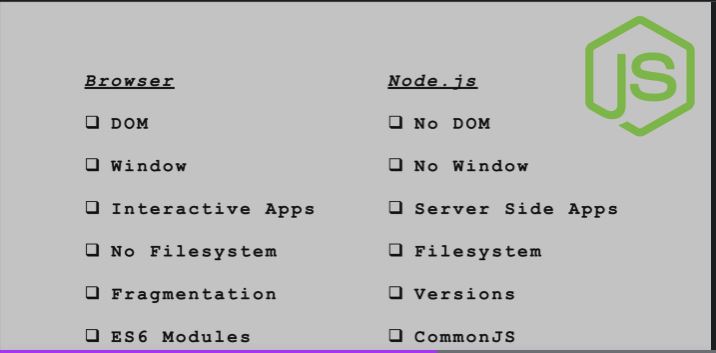 JS
Browser
Node.js
❑ DOM
❑ No DOM
❑ Window
❑ No Window
❑ Interactive Apps
❑ Server Side Apps
❑ No Filesystem
❑ Filesystem
❑ Fragmentation
❑ Versions
❑ ES6 Modules
❑ CommonJS